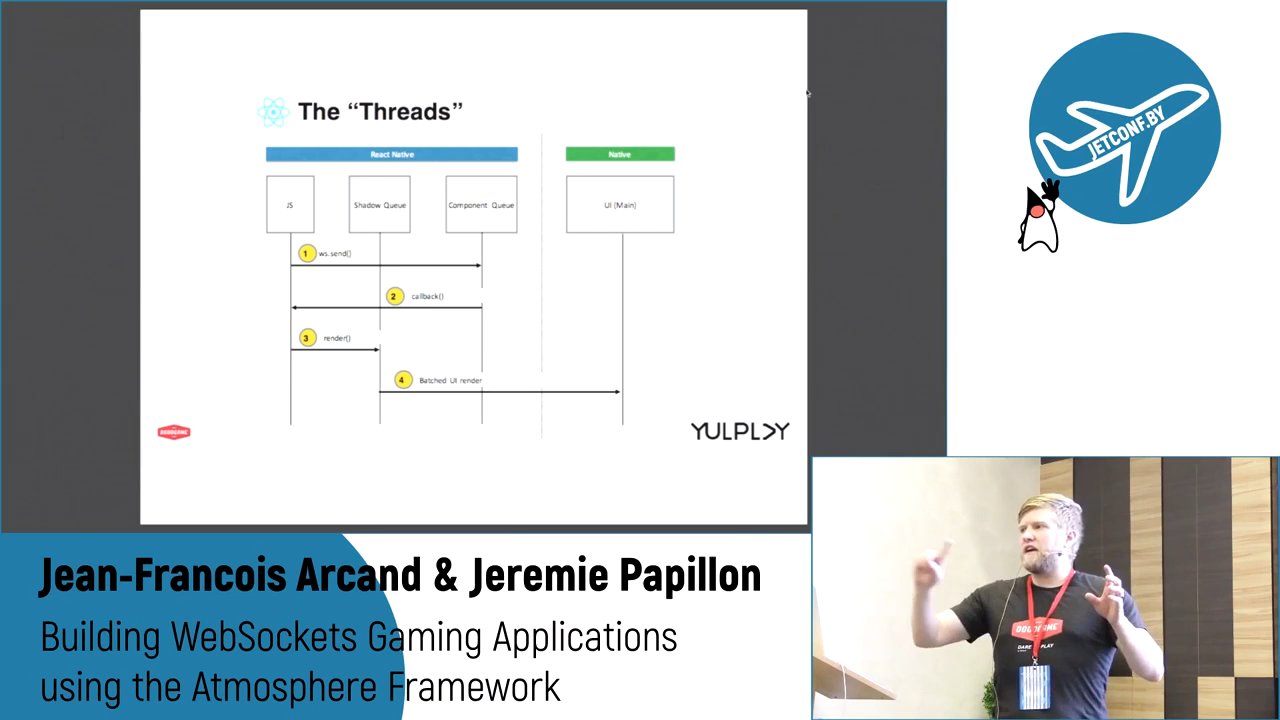 The “Threads”
React Native
Native
JS
Shadow Queue
Component Queue
UI (Main)
1 ws.send()
2 callback()
3 render()
4 Batched UI render
YULPLAY
JETCONF.BY
Jean-Francois Arcand & Jeremie Papillon
Building WebSockets Gaming Applications
using the Atmosphere Framework